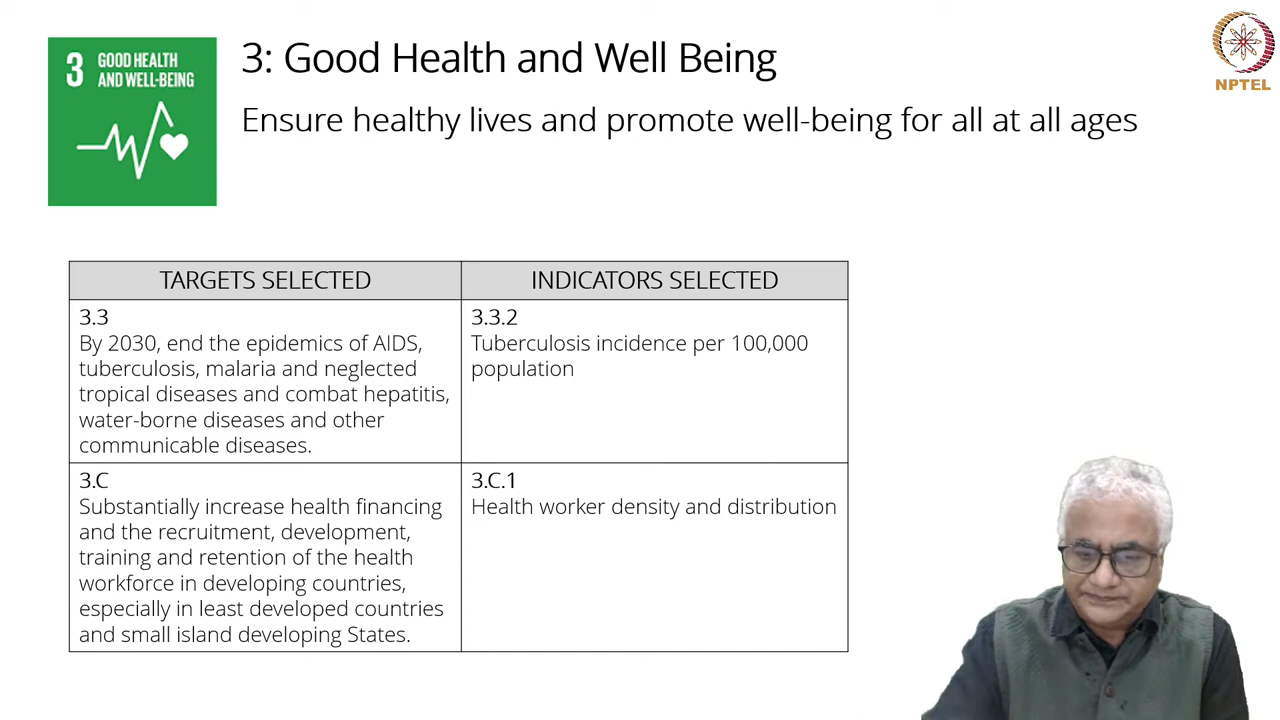 3 GOOD HEALTH
AND WELL-BEING
3: Good Health and Well Being
Ensure healthy lives and promote well-being for all at all ages
NPTEL
TARGETS SELECTED
INDICATORS SELECTED
3.3
By 2030, end the epidemics of AIDS,
tuberculosis, malaria and neglected
tropical diseases and combat hepatitis,
water-borne diseases and other
communicable diseases.
3.3.2
Tuberculosis incidence per 100,000
population
3.C
Substantially increase health financing
and the recruitment, development,
training and retention of the health
workforce in developing countries,
especially in least developed countries
and small island developing States.
3.C.1
Health worker density and distribution